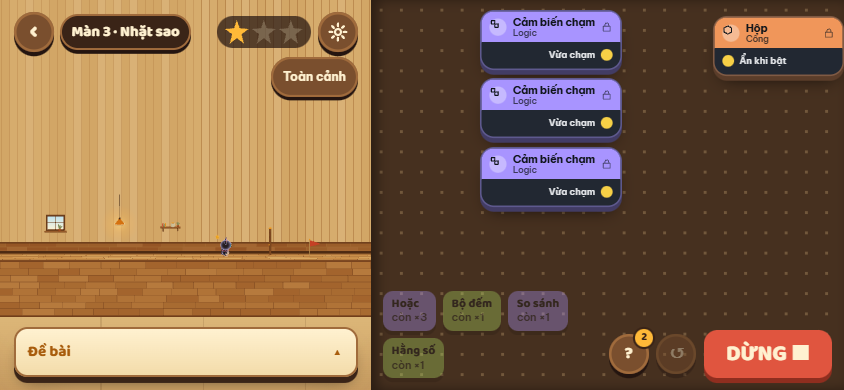 Màn 3 · Nhặt sao
Toàn cảnh
Đề bài
Cảm biến chạm
Logic
Vừa chạm
Cảm biến chạm
Logic
Vừa chạm
Cảm biến chạm
Logic
Vừa chạm
Hộp
Cổng
Ẩn khi bật
Hoặc
còn ×3
Bộ đếm
còn ×1
So sánh
còn ×1
Hằng số
còn ×1
?
2
DỪNG